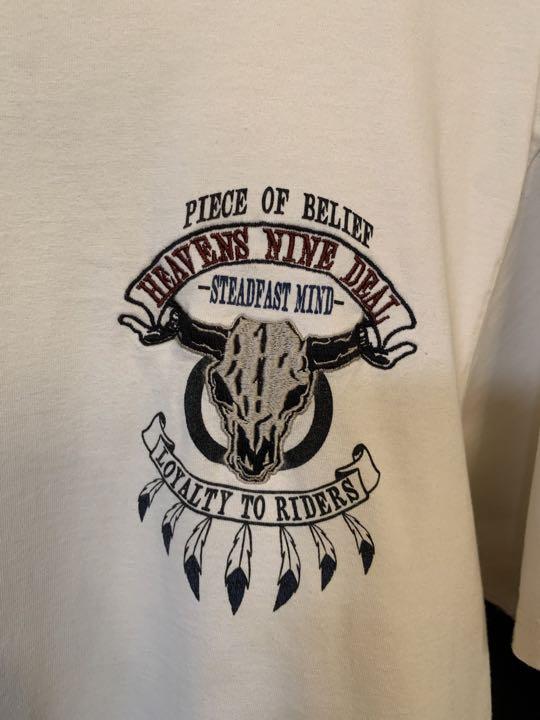 PIECE OF BELIEF
HEAVENS NINE DEAL
-STEADFAST MIND-
LOYALTY TO RIDERS